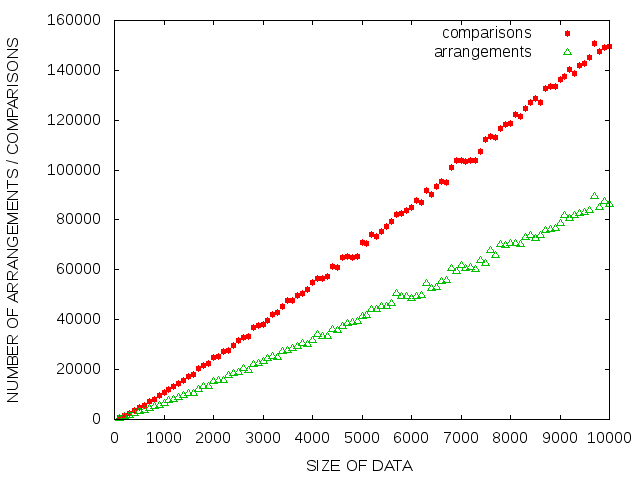 160000
140000
120000
100000
80000
60000
40000
20000
0
NUMBER OF ARRANGEMENTS / COMPARISONS
comparisons
arrangements
0 1000 2000 3000 4000 5000 6000 7000 8000 9000 10000
SIZE OF DATA